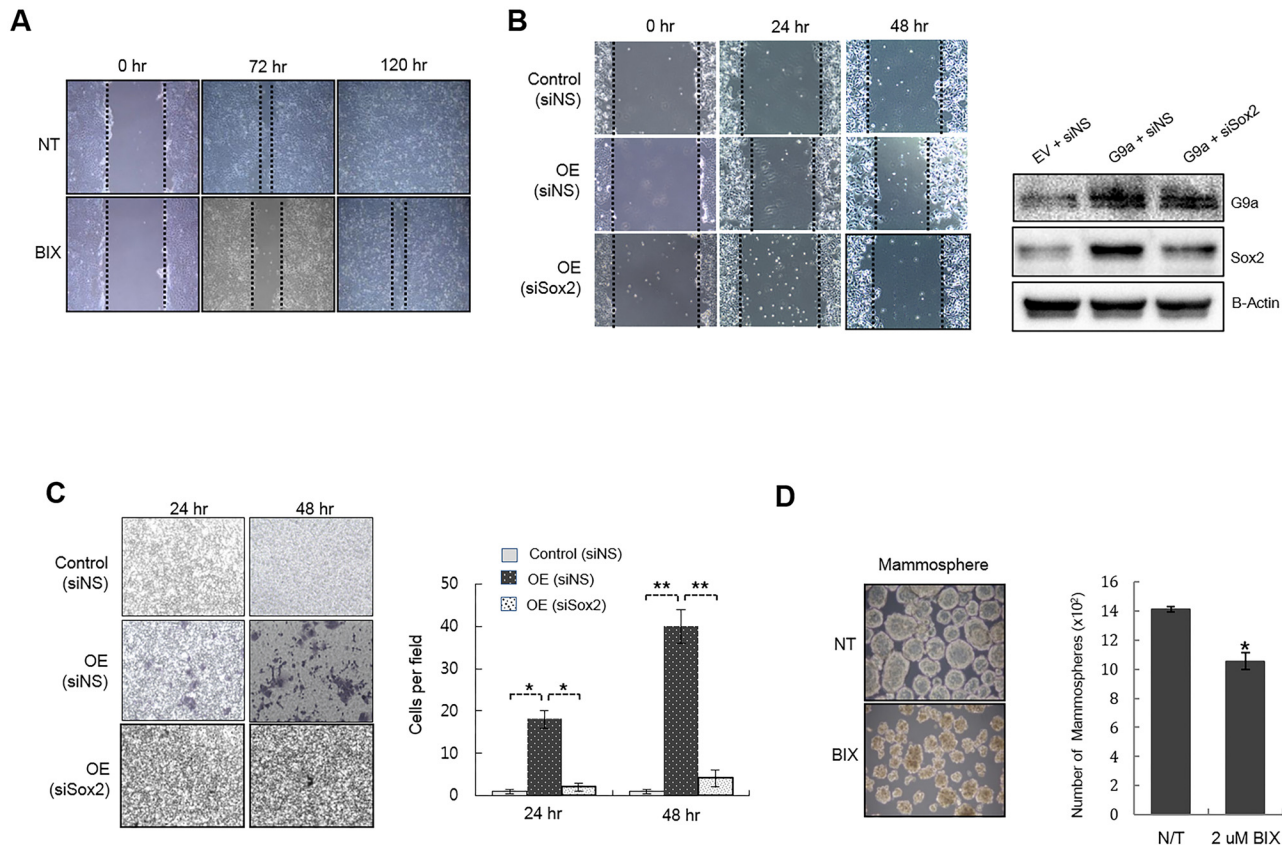 A
0 hr 72 hr 120 hr
NT
BIX
B
0 hr 24 hr 48 hr
Control
(siNS)
OE
(siNS)
OE
(siSox2)
EV + siNS G9a + siNS G9a + siSox2
G9a
Sox2
B-Actin
C
24 hr 48 hr
Control
(siNS)
OE
(siNS)
OE
(siSox2)
Control (siNS)
OE (siNS)
OE (siSox2)
Cells per field
50
40
30
20
10
0
* *
** **
24 hr 48 hr
D
Mammosphere
NT
BIX
Number of Mammospheres (x10²)
16
14
12
10
8
6
4
2
0
*
N/T 2 uM BIX